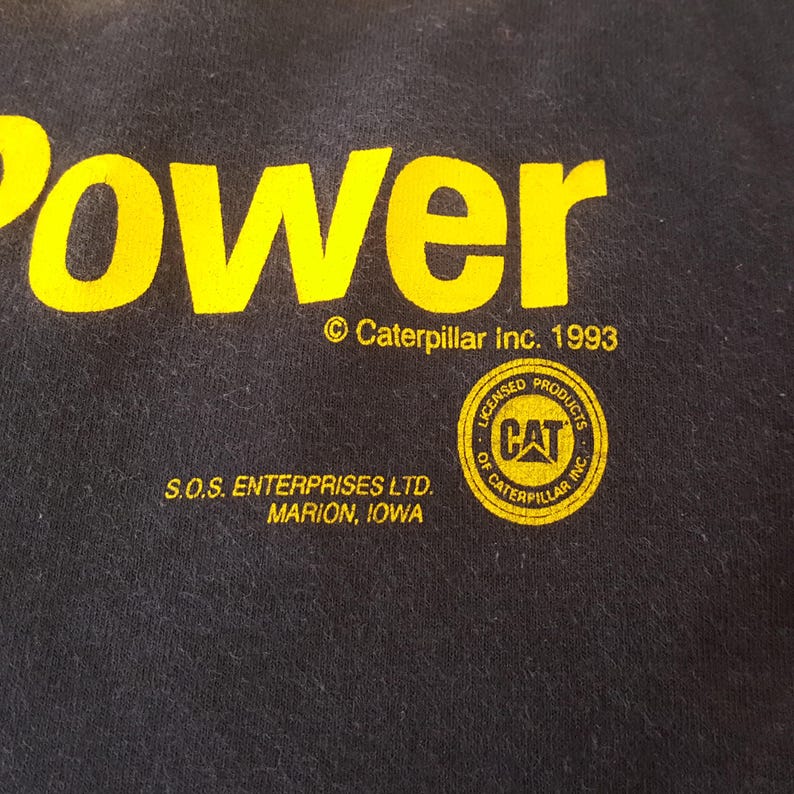 Power
© Caterpillar Inc. 1993
LICENSED PRODUCTS
CAT
OF CATERPILLAR INC.
S.O.S. ENTERPRISES LTD.
MARION, IOWA